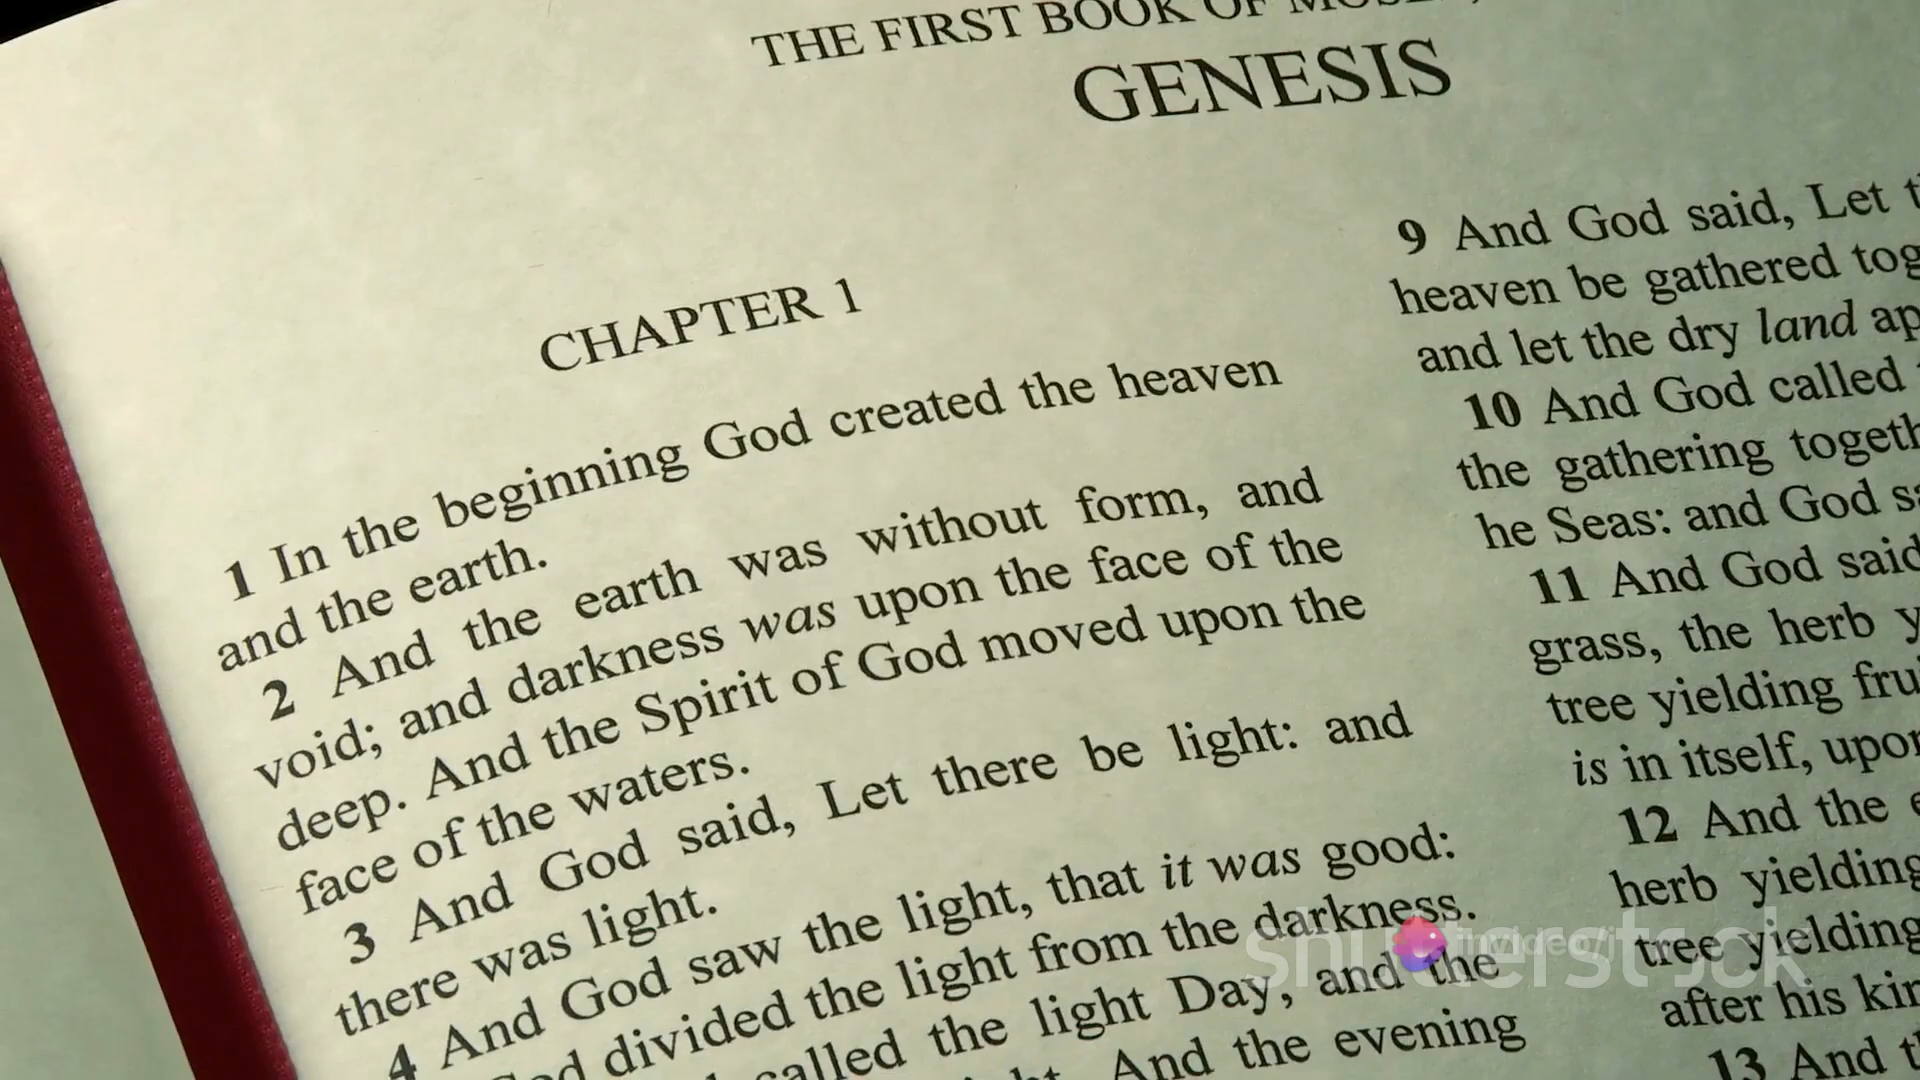 THE FIRST BOOK OF
GENESIS
CHAPTER 1
1 In the beginning God created the heaven
and the earth.
2 And the earth was without form, and
void; and darkness was upon the face of the
deep. And the Spirit of God moved upon the
face of the waters.
3 And God said, Let there be light: and
there was light.
4 And God saw the light, that it was good:
divided the light from the darkness.
called the light Day, and the
And the evening
9 And God said, Let
heaven be gathered
and let the dry land
10 And God called
the gathering
he Seas: and God
11 And God said
grass, the herb
tree yielding
is in itself,
12 And the
herb yielding
tree yielding
after his
13 And
shutterstock
invideo